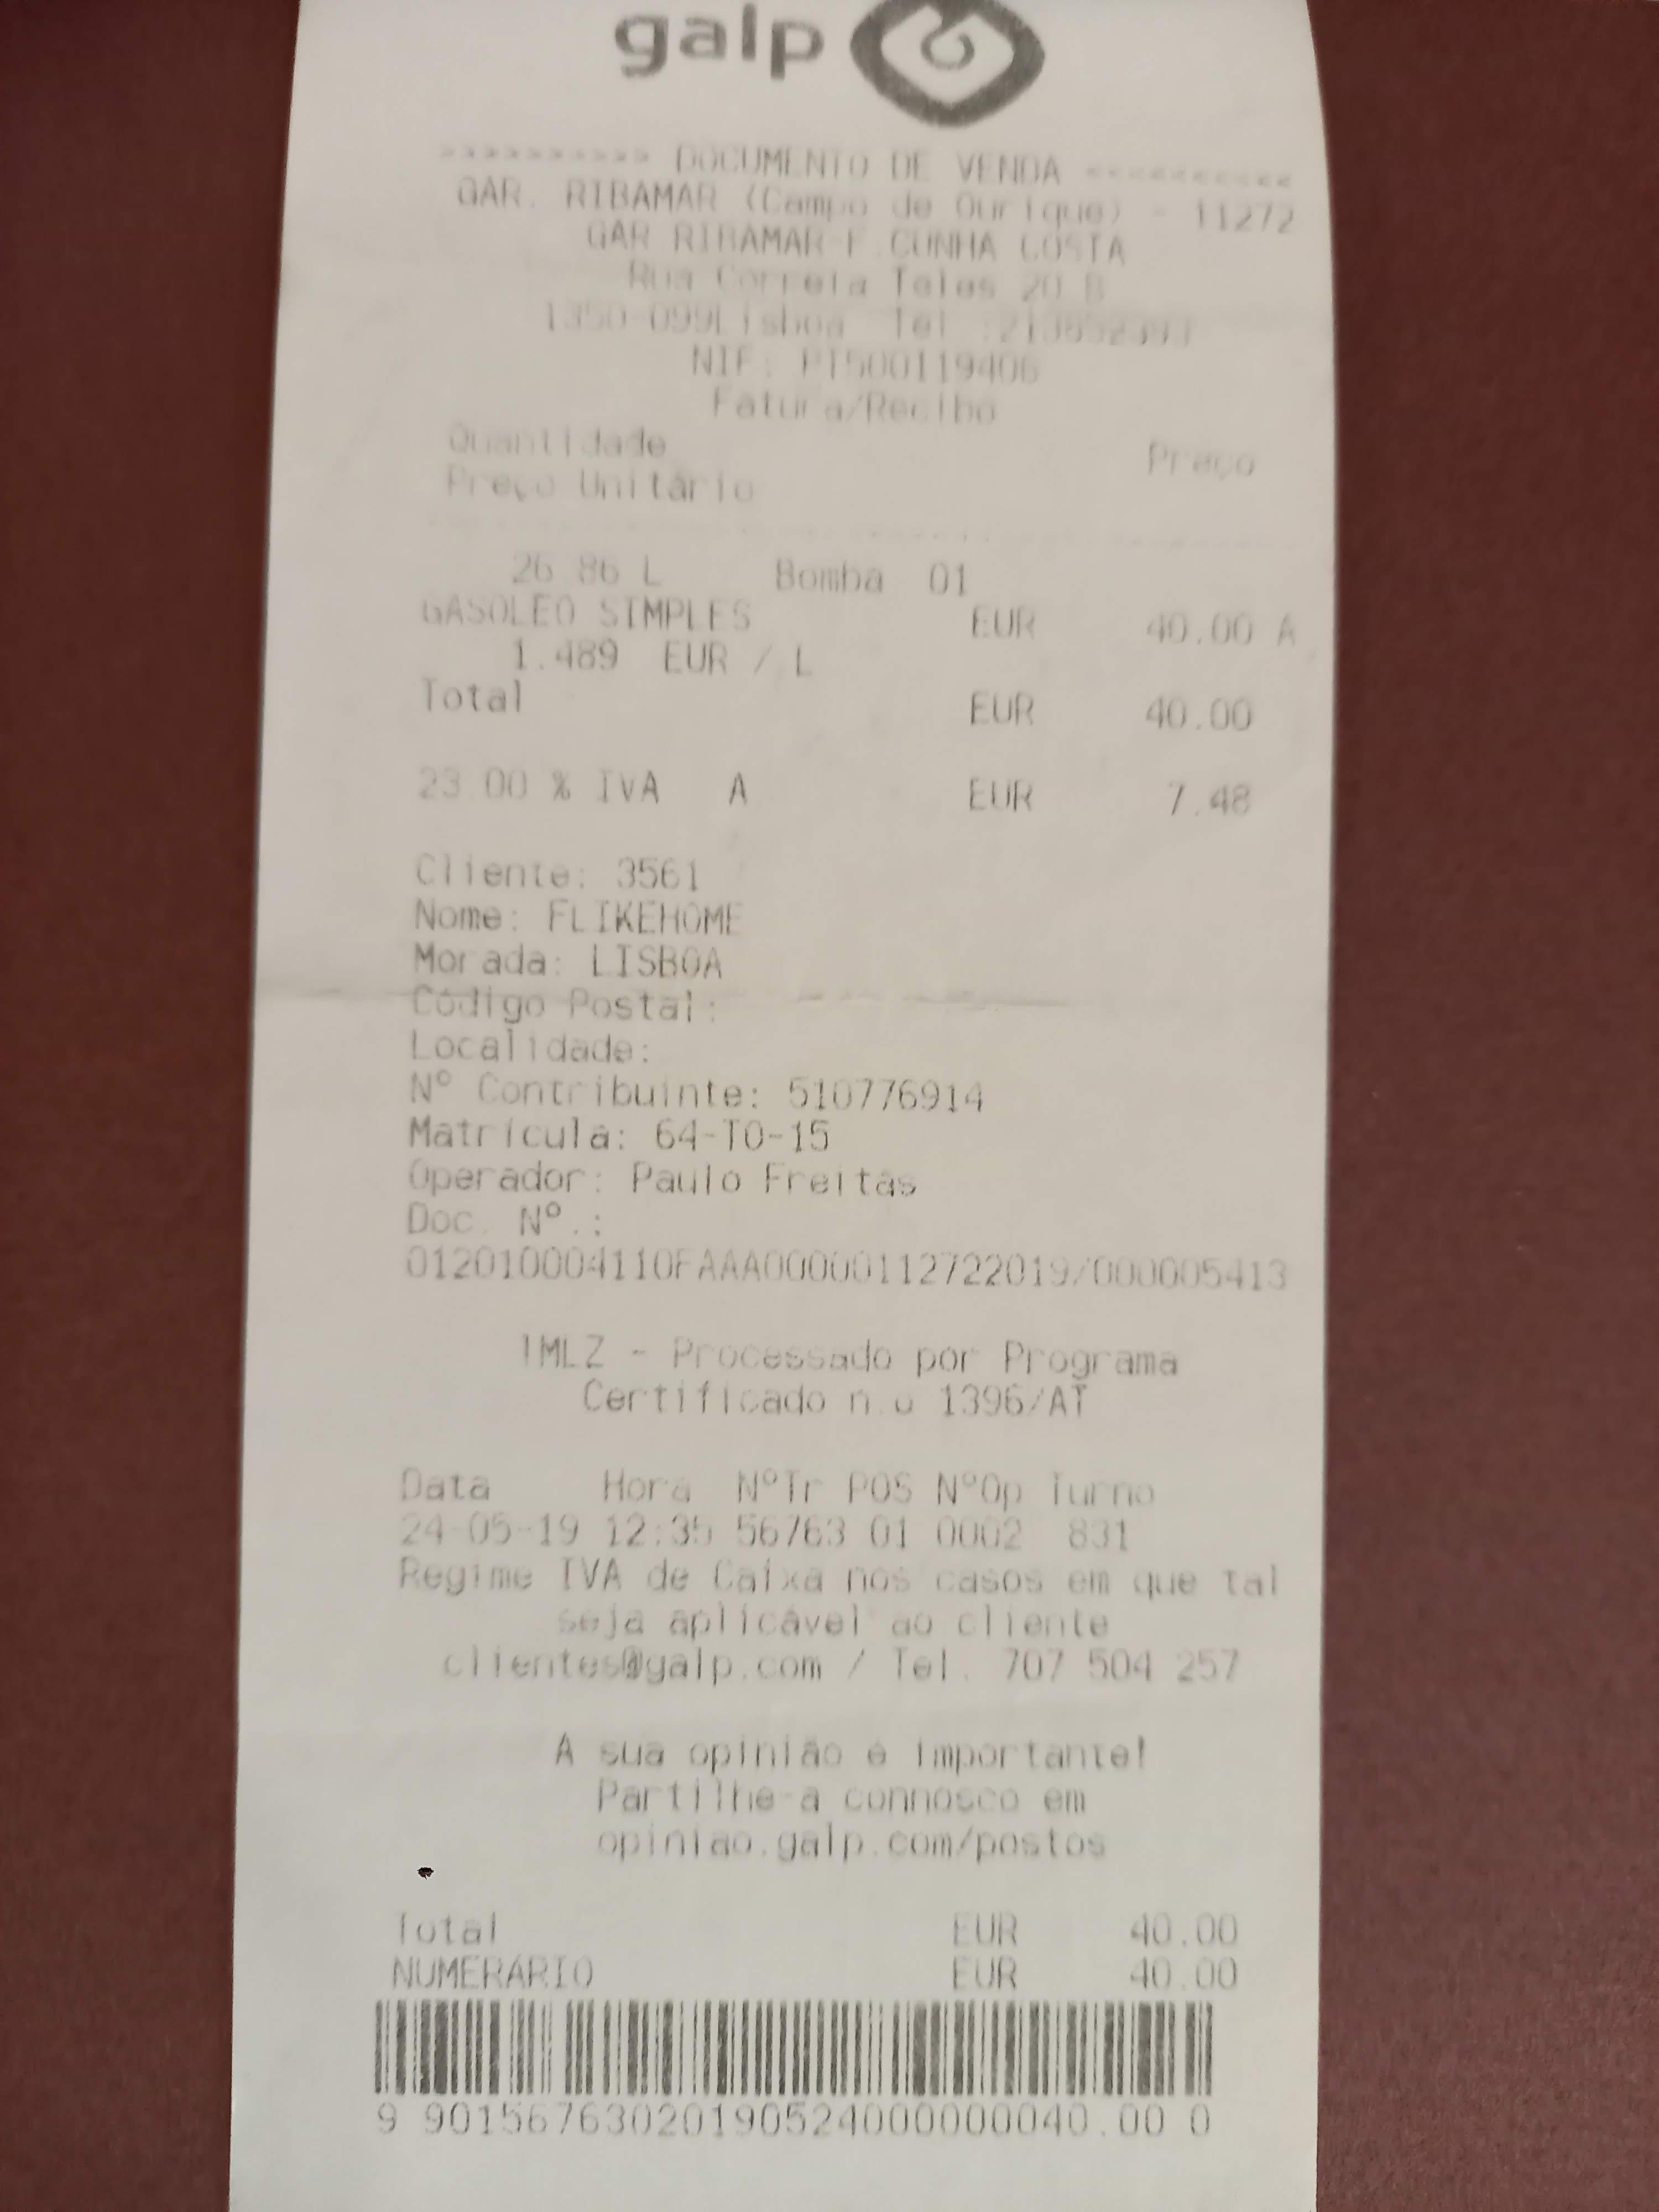 galp
>>>>>>>>>> DOCUMENTO DE VENDA <<<<<<<<<<
GAR. RIBAMAR (Campo de Ourique) - 11272
GAR RIBAMAR-F.CUNHA COSTA
Rua Correia Teles 20 B
1350-099Lisboa Tel
NIF: PT500119406
Fatura/Recibo
Quantidade Preço
Preço Unitário
26.86 L Bomba 01
GASOLEO SIMPLES EUR 40.00 A
1.489 EUR / L
Total EUR 40.00
23.00 % IVA A EUR 7.48
Cliente: 3561
Nome: FLIKEHOME
Morada: LISBOA
Código Postal:
Localidade:
Nº Contribuinte: 510776914
Matrícula: 64-TO-15
Operador: Paulo Freitas
Doc. Nº.:
012010004110FAAA00000112722019/000005413
1MLZ - Processado por Programa
Certificado n.o 1396/AT
Data Hora NºTr POS NºOp Turno
24-05-19 12:35 56763 01 0002 831
Regime IVA de Caixa nos casos em que tal
seja aplicável ao cliente
clientes@galp.com / Tel. 707 504 257
A sua opinião é importante!
Partilhe-a connosco em
opiniao.galp.com/postos
Total EUR 40.00
NUMERÁRIO EUR 40.00
9 901567630201905240000000040.00 0